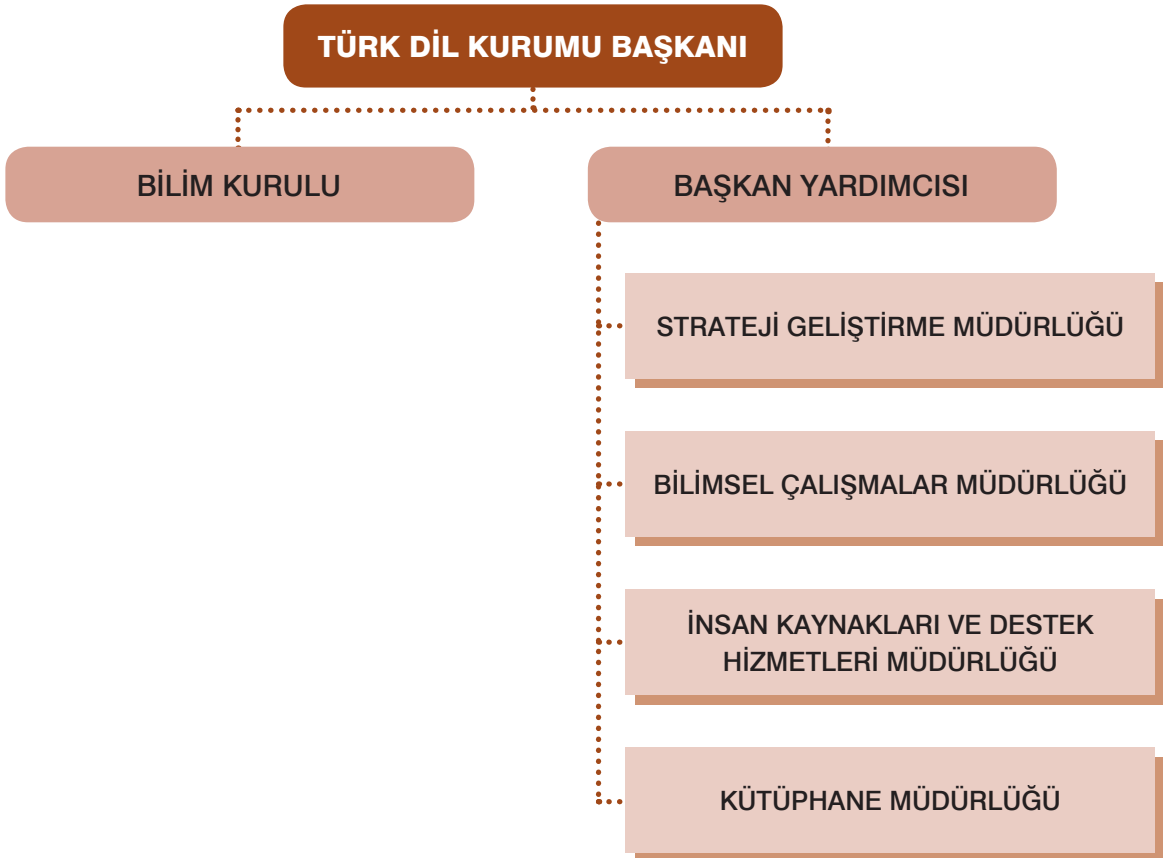 TÜRK DİL KURUMU BAŞKANI
BİLİM KURULU
BAŞKAN YARDIMCISI
STRATEJİ GELİŞTİRME MÜDÜRLÜĞÜ
BİLİMSEL ÇALIŞMALAR MÜDÜRLÜĞÜ
İNSAN KAYNAKLARI VE DESTEK
HİZMETLERİ MÜDÜRLÜĞÜ
KÜTÜPHANE MÜDÜRLÜĞÜ